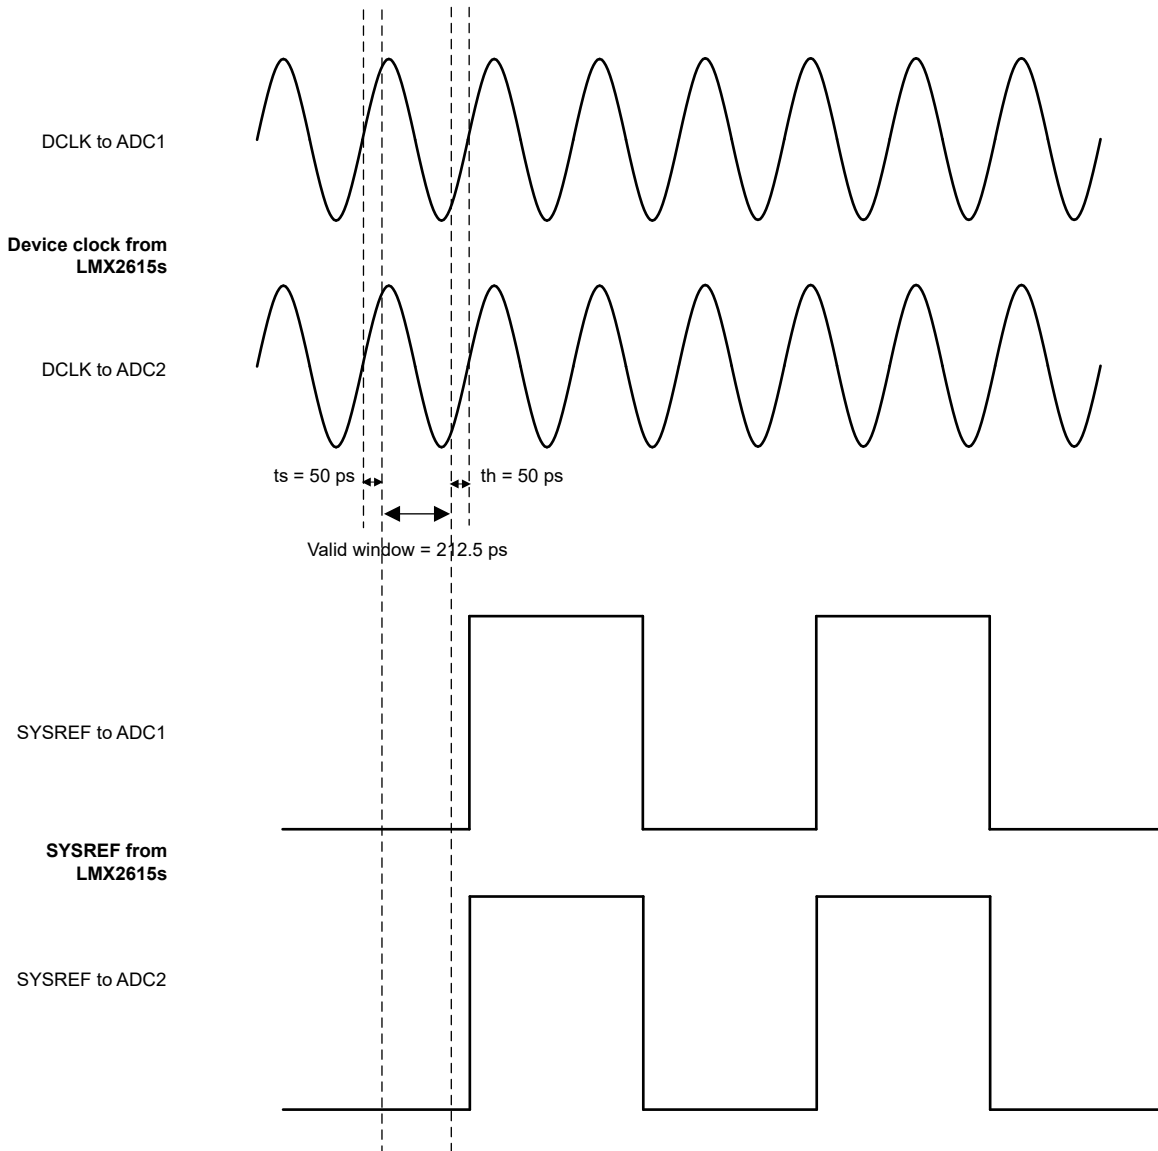 DCLK to ADC1
Device clock from
LMX2615s
DCLK to ADC2
ts = 50 ps
th = 50 ps
Valid window = 212.5 ps
SYSREF to ADC1
SYSREF from
LMX2615s
SYSREF to ADC2